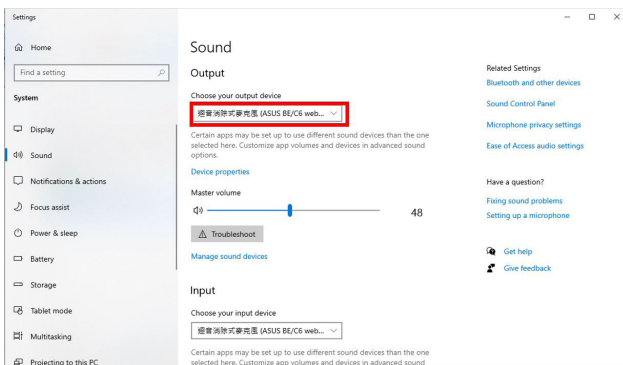 Settings
Home
Find a setting
System
Display
Sound
Notifications & actions
Focus assist
Power & sleep
Battery
Storage
Tablet mode
Multitasking
Projecting to this PC
Sound
Output
Choose your output device
迴音消除式麥克風 (ASUS BE/C6 web...
Certain apps may be set up to use different sound devices than the one
selected here. Customize app volumes and devices in advanced sound
options.
Device properties
Master volume
48
Troubleshoot
Manage sound devices
Input
Choose your input device
迴音消除式麥克風 (ASUS BE/C6 web...
Certain apps may be set up to use different sound devices than the one
selected here. Customize app volumes and devices in advanced sound
Related Settings
Bluetooth and other devices
Sound Control Panel
Microphone privacy settings
Ease of Access audio settings
Have a question?
Fixing sound problems
Setting up a microphone
Get help
Give feedback